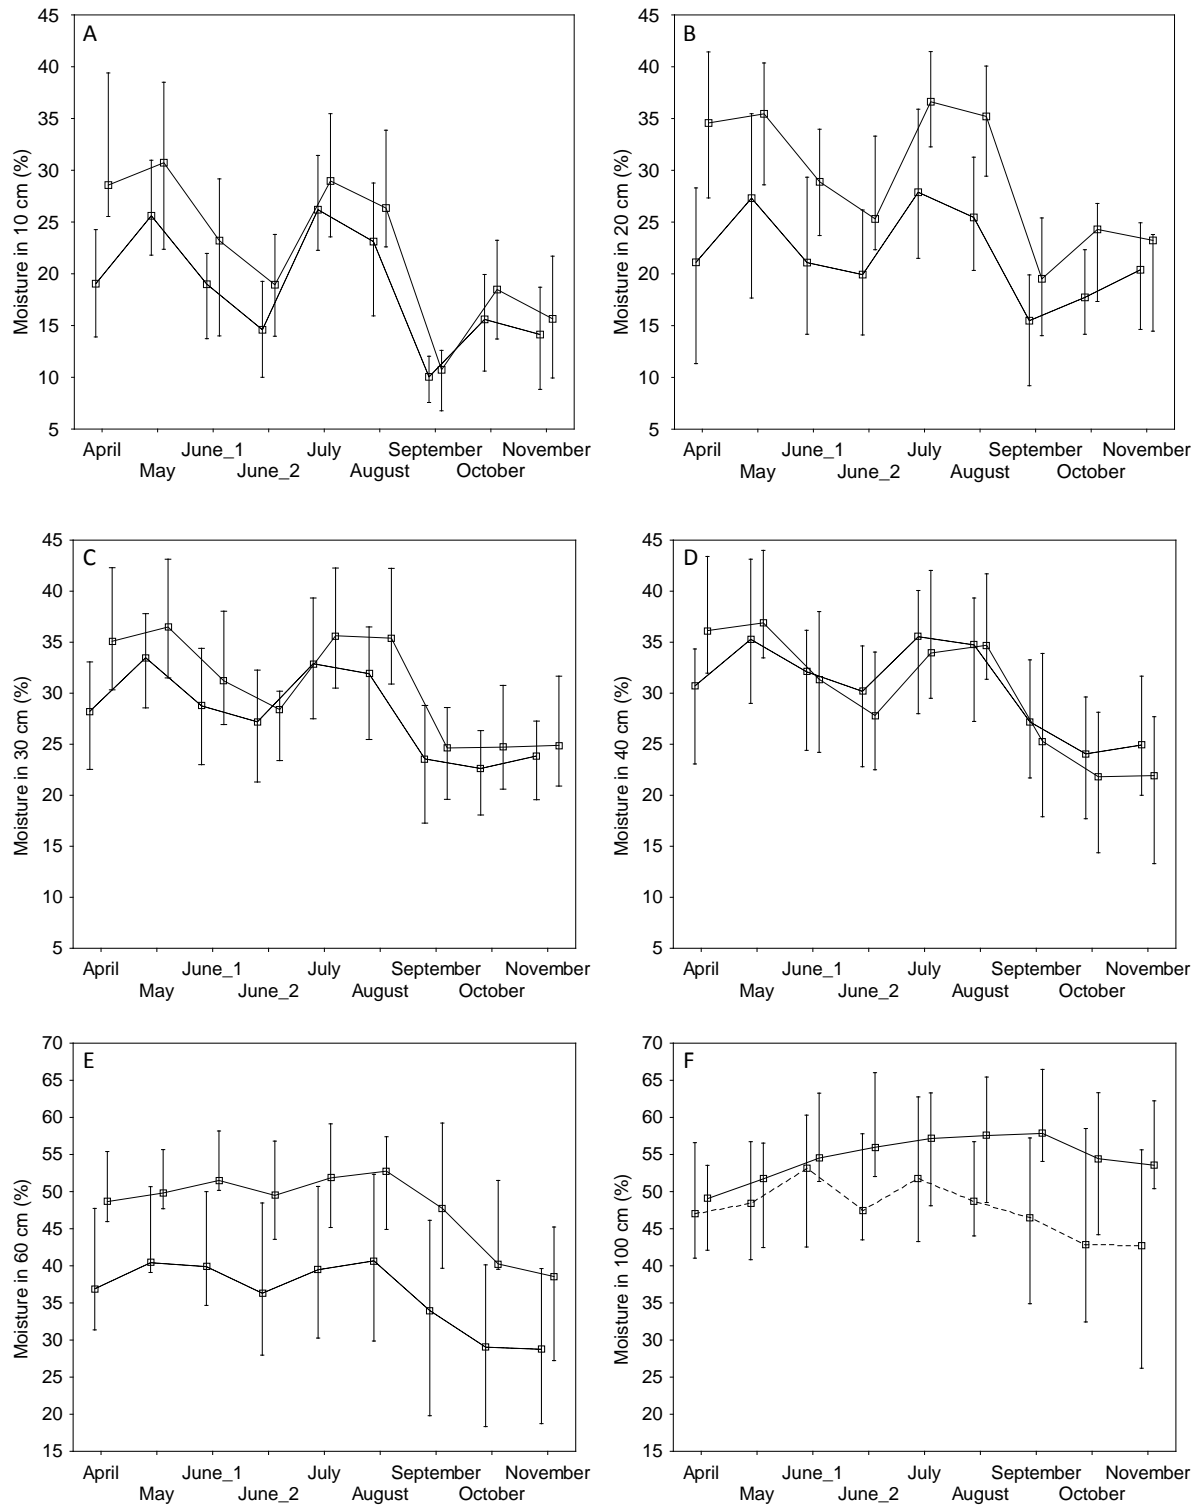 A
Moisture in 10 cm (%)
45
40
35
30
25
20
15
10
5
April June_1 July September November
May June_2 August October
B
Moisture in 20 cm (%)
45
40
35
30
25
20
15
10
5
April June_1 July September November
May June_2 August October
C
Moisture in 30 cm (%)
45
40
35
30
25
20
15
10
5
April June_1 July September November
May June_2 August October
D
Moisture in 40 cm (%)
45
40
35
30
25
20
15
10
5
April June_1 July September November
May June_2 August October
E
Moisture in 60 cm (%)
70
65
60
55
50
45
40
35
30
25
20
15
April June_1 July September November
May June_2 August October
F
Moisture in 100 cm (%)
70
65
60
55
50
45
40
35
30
25
20
15
April June_1 July September November
May June_2 August October